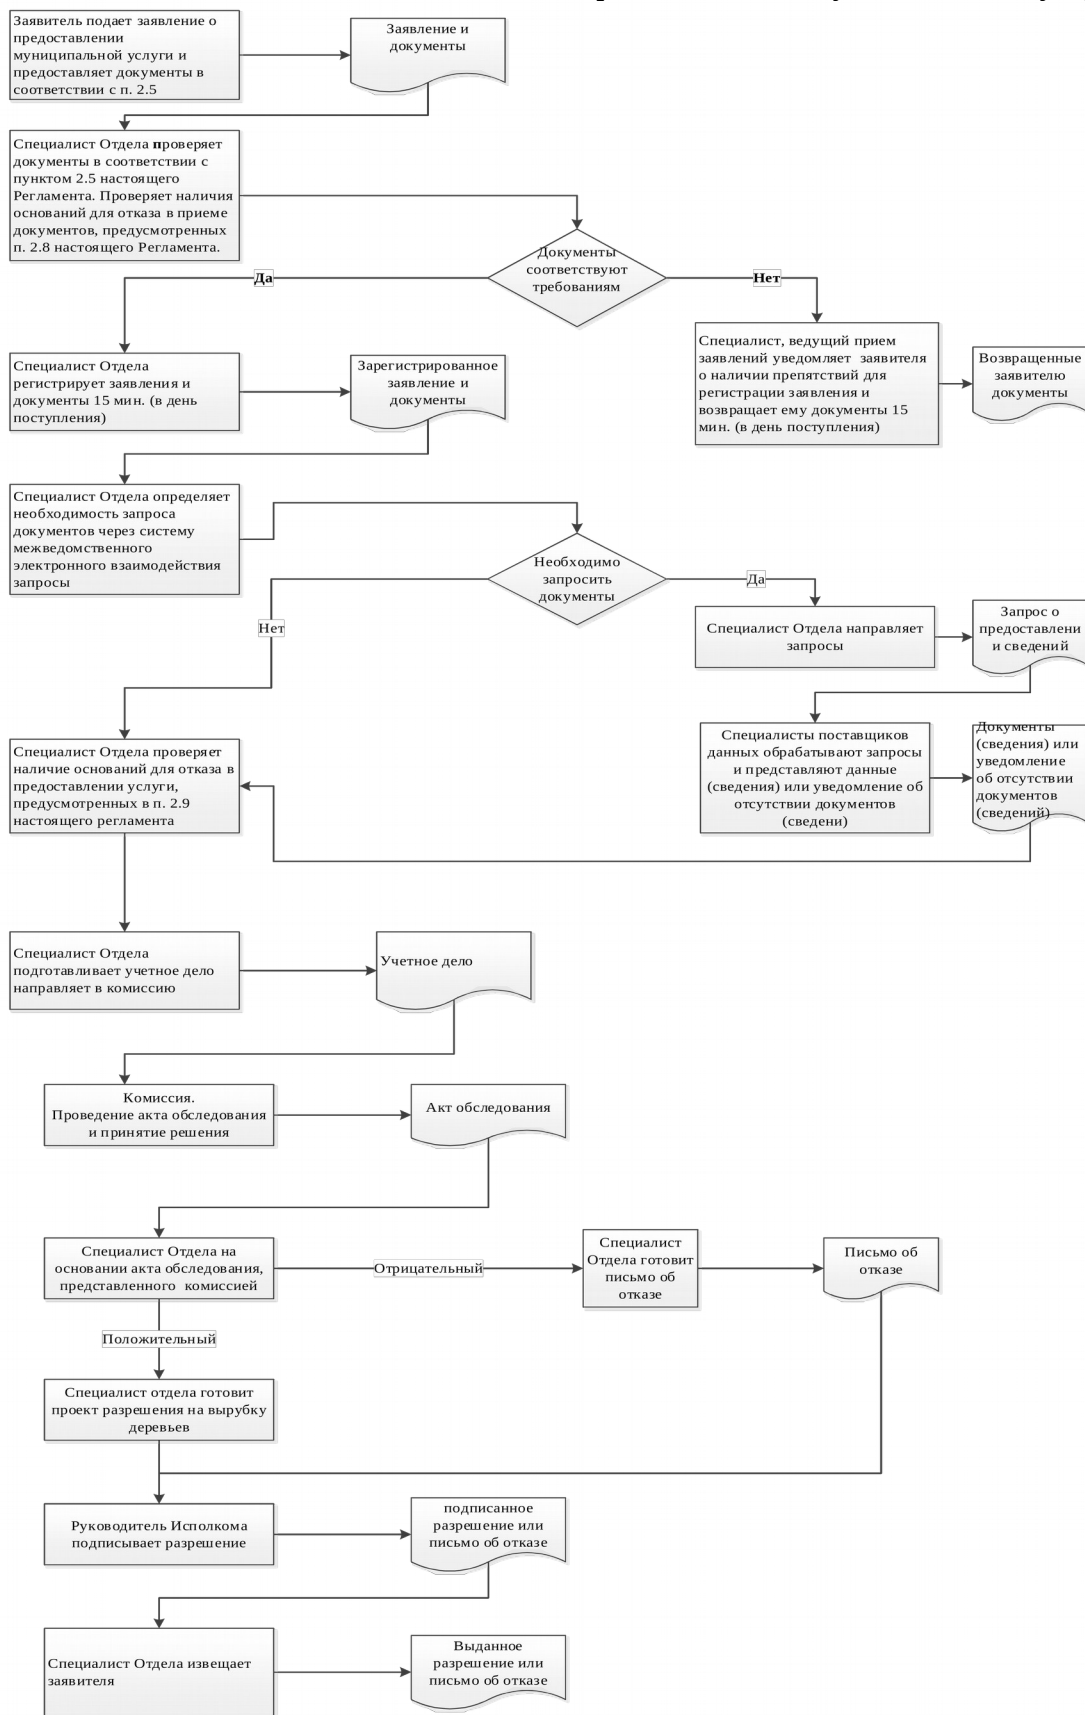 Заявитель подает заявление о
предоставлении
муниципальной услуги и
предоставляет документы в
соответствии с п. 2.5
Заявление и
документы
Специалист Отдела проверяет
документы в соответствии с
пунктом 2.5 настоящего
Регламента. Проверяет наличия
оснований для отказа в приеме
документов, предусмотренных
п. 2.8 настоящего Регламента.
Документы
соответствуют
требованиям
Да
Нет
Специалист Отдела
регистрирует заявления и
документы 15 мин. (в день
поступления)
Зарегистрированное
заявление и
документы
Специалист, ведущий прием
заявлений уведомляет заявителя
о наличии препятствий для
регистрации заявления и
возвращает ему документы 15
мин. (в день поступления)
Возвращенные
заявителю
документы
Специалист Отдела определяет
необходимость запроса
документов через систему
межведомственного
электронного взаимодействия
запросы
Необходимо
запросить
документы
Да
Нет
Специалист Отдела направляет
запросы
Запрос о
предоставлени
и сведений
Специалисты поставщиков
данных обрабатывают запросы
и представляют данные
(сведения) или уведомление об
отсутствии документов
(сведени)
Документы
(сведения) или
уведомление
об отсутствии
документов
(сведений)
Специалист Отдела проверяет
наличие оснований для отказа в
предоставлении услуги,
предусмотренных в п. 2.9
настоящего регламента
Специалист Отдела
подготавливает учетное дело
направляет в комиссию
Учетное дело
Комиссия.
Проведение акта обследования
и принятие решения
Акт обследования
Специалист Отдела на
основании акта обследования,
представленного комиссией
Отрицательный
Специалист
Отдела готовит
письмо об
отказе
Письмо об
отказе
Положительный
Специалист отдела готовит
проект разрешения на вырубку
деревьев
Руководитель Исполкома
подписывает разрешение
подписанное
разрешение или
письмо об отказе
Специалист Отдела извещает
заявителя
Выданное
разрешение или
письмо об отказе